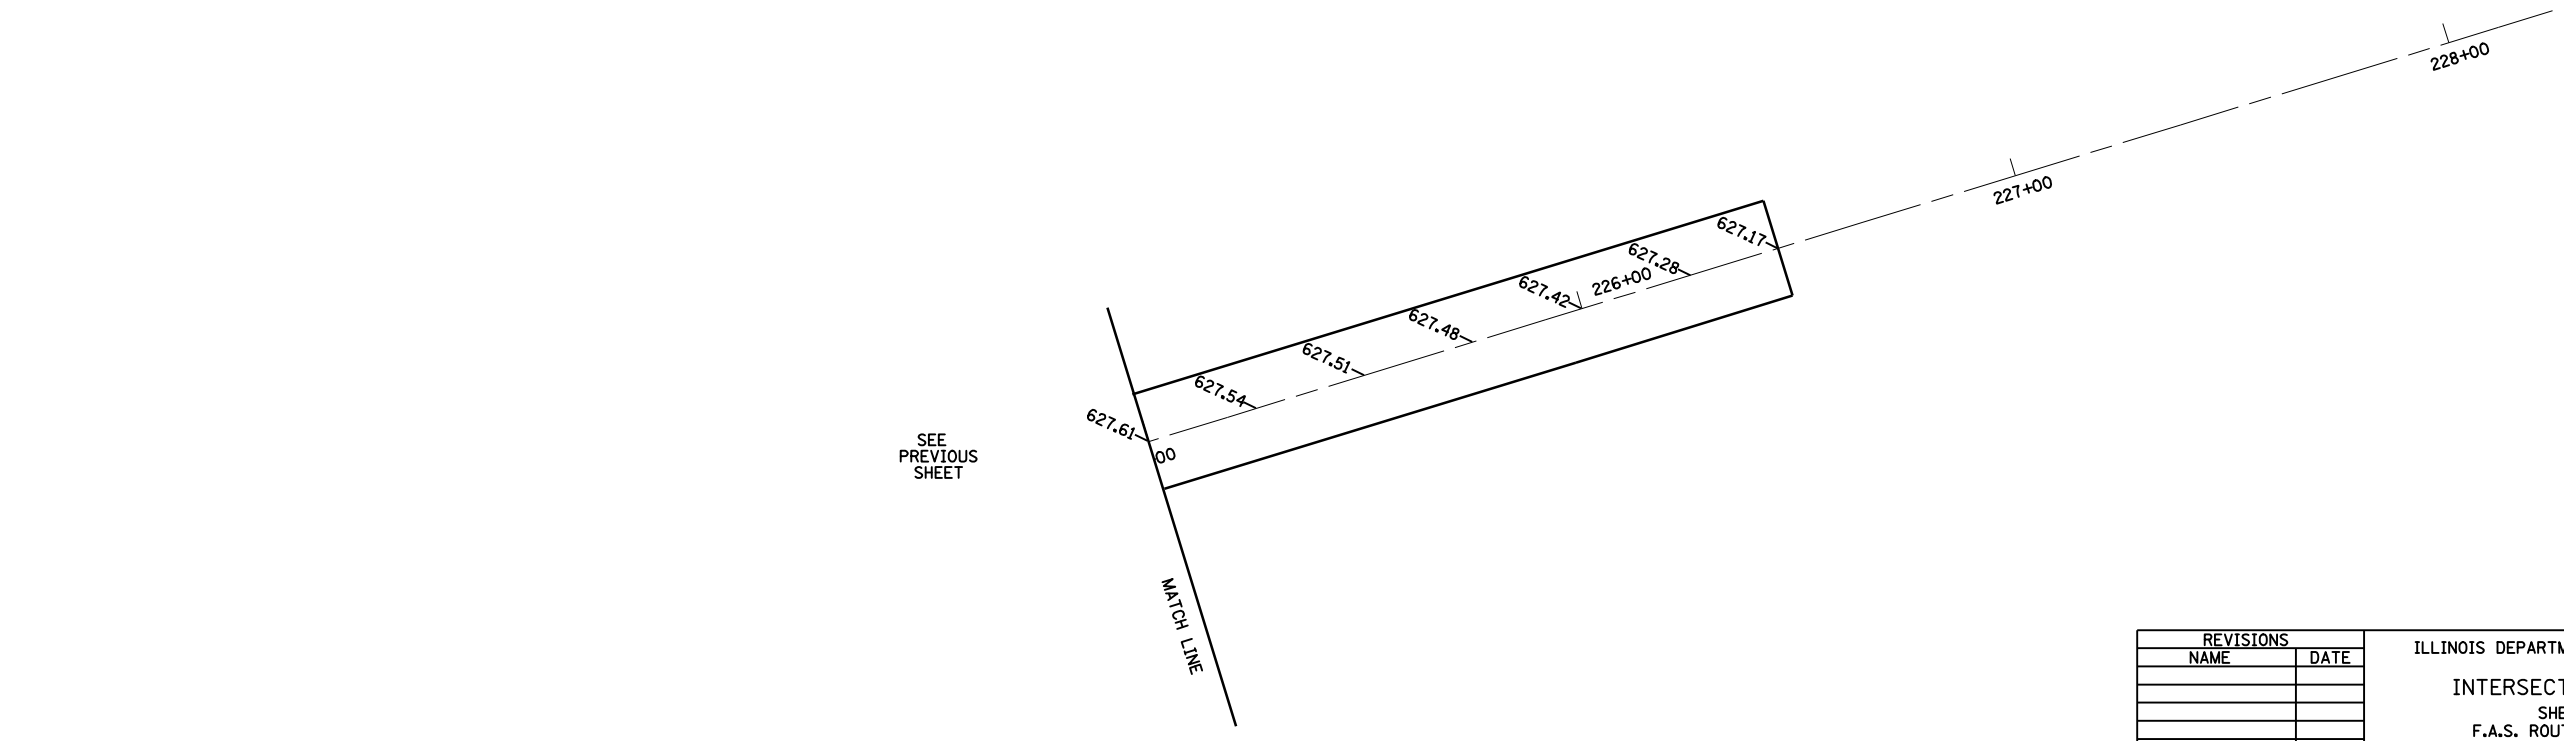 228+00
227+00
627.17
627.28
226+00
627.42
627.48
627.51
627.54
627.61
00
SEE
PREVIOUS
SHEET
MATCH LINE
REVISIONS
NAME DATE
ILLINOIS DEPARTM
INTERSECT
SHE
F.A.S. ROUT